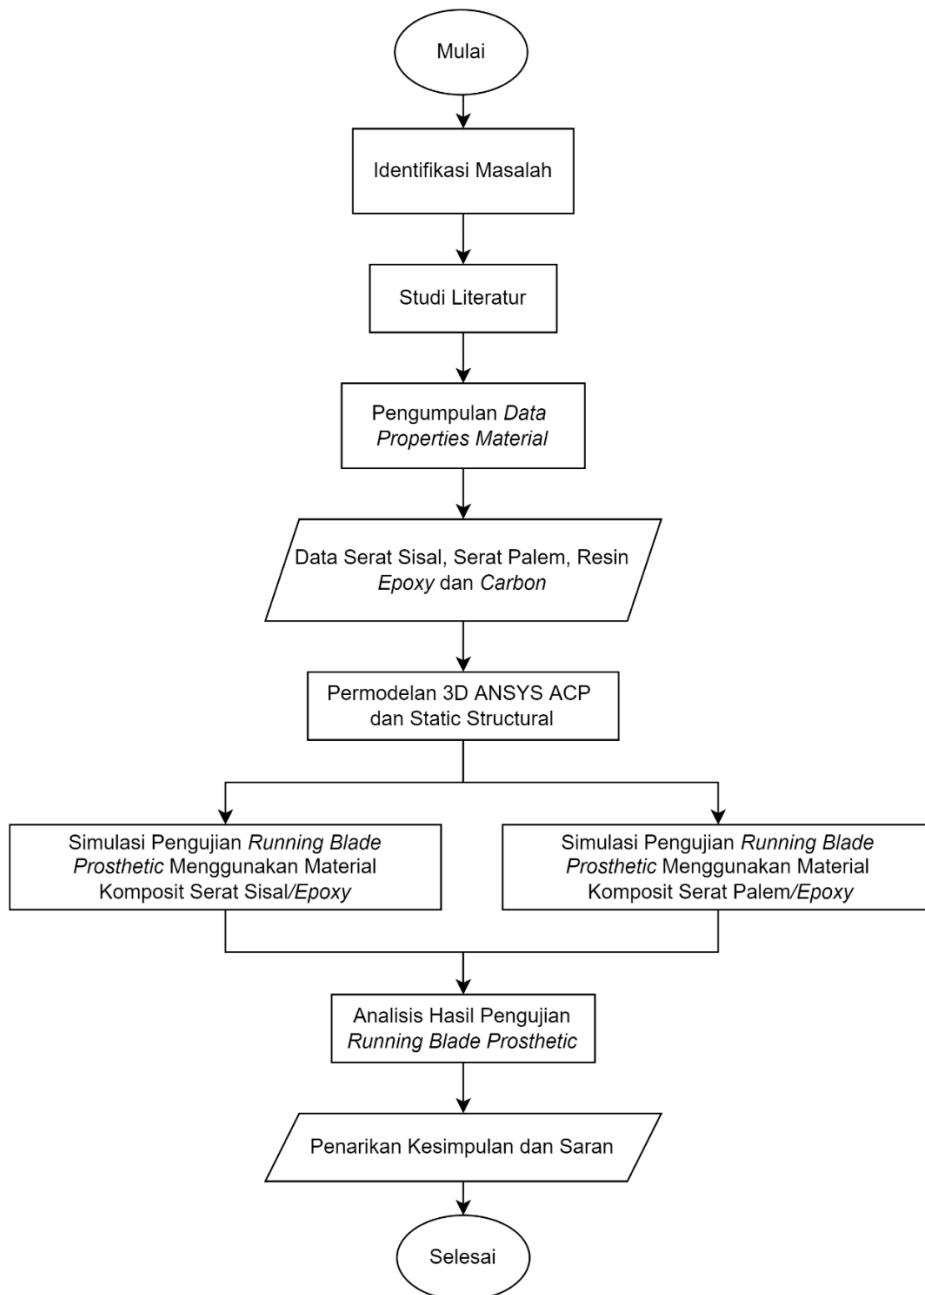 Mulai
Identifikasi Masalah
Studi Literatur
Pengumpulan Data
Properties Material
Data Serat Sisal, Serat Palem, Resin
Epoxy dan Carbon
Permodelan 3D ANSYS ACP
dan Static Structural
Simulasi Pengujian Running Blade
Prosthetic Menggunakan Material
Komposit Serat Sisal/Epoxy
Simulasi Pengujian Running Blade
Prosthetic Menggunakan Material
Komposit Serat Palem/Epoxy
Analisis Hasil Pengujian
Running Blade Prosthetic
Penarikan Kesimpulan dan Saran
Selesai